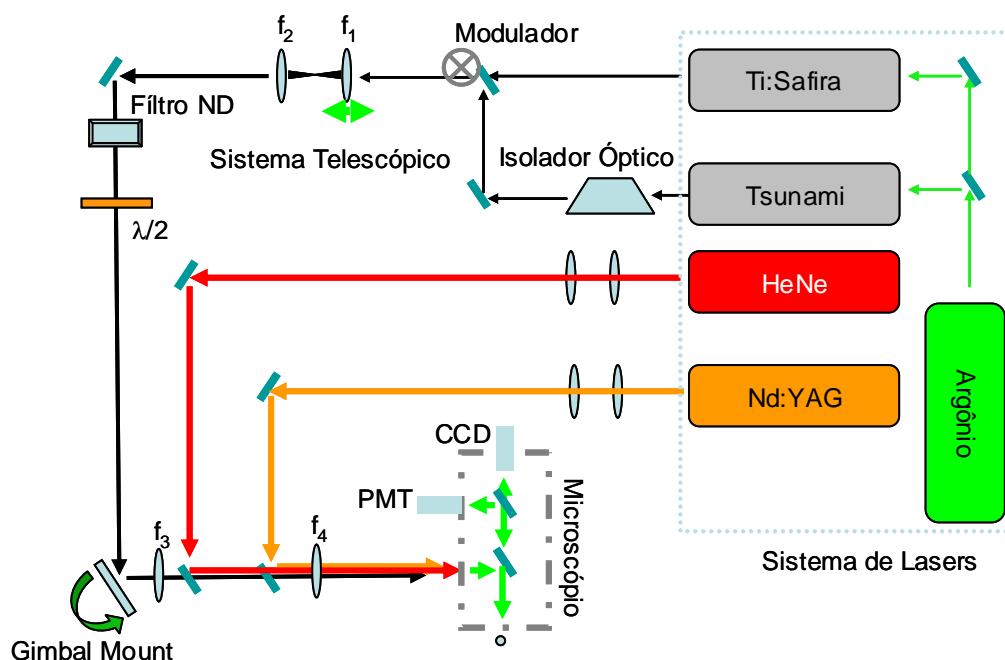 f₂
f₁
Modulador
Ti:Safira
Fíltro ND
Sistema Telescópico
Isolador Óptico
Tsunami
λ/2
HeNe
Argônio
Nd:YAG
CCD
PMT
Microscópio
f₃
f₄
Sistema de Lasers
Gimbal Mount